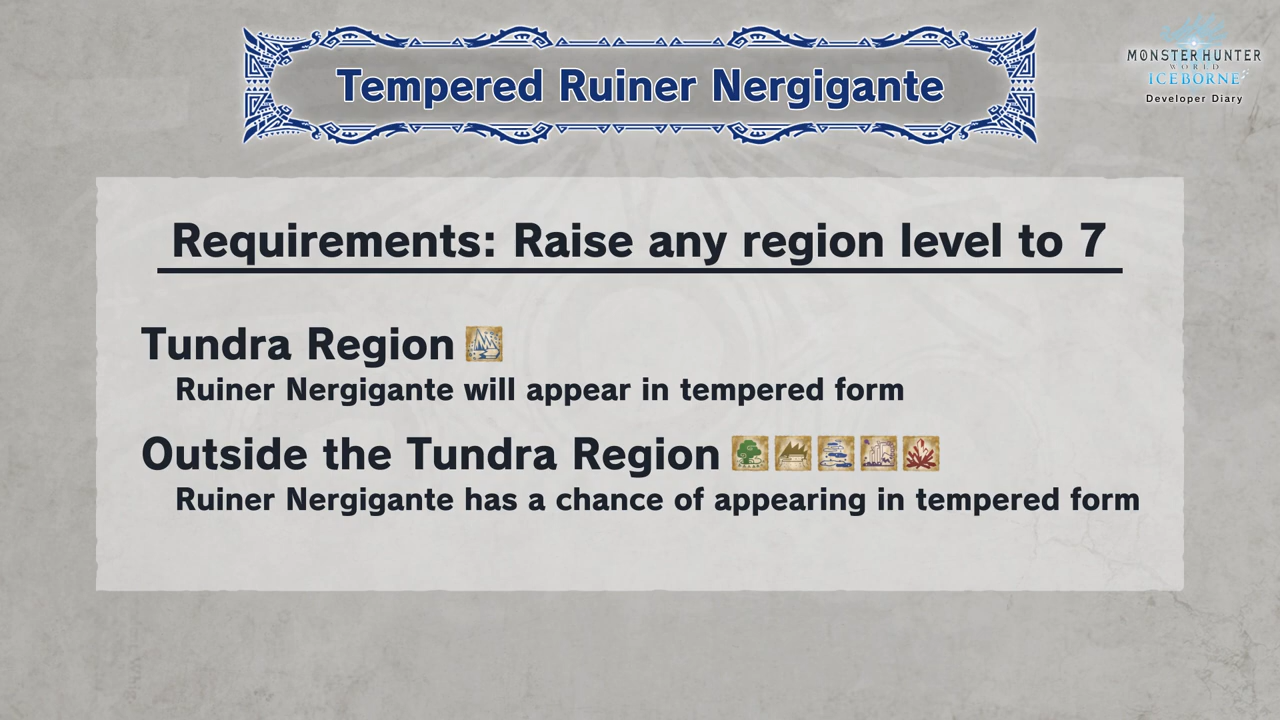 Tempered Ruiner Nergigante
MONSTER HUNTER
WORLD
ICEBORNE
Developer Diary
Requirements: Raise any region level to 7
Tundra Region
Ruiner Nergigante will appear in tempered form
Outside the Tundra Region
Ruiner Nergigante has a chance of appearing in tempered form